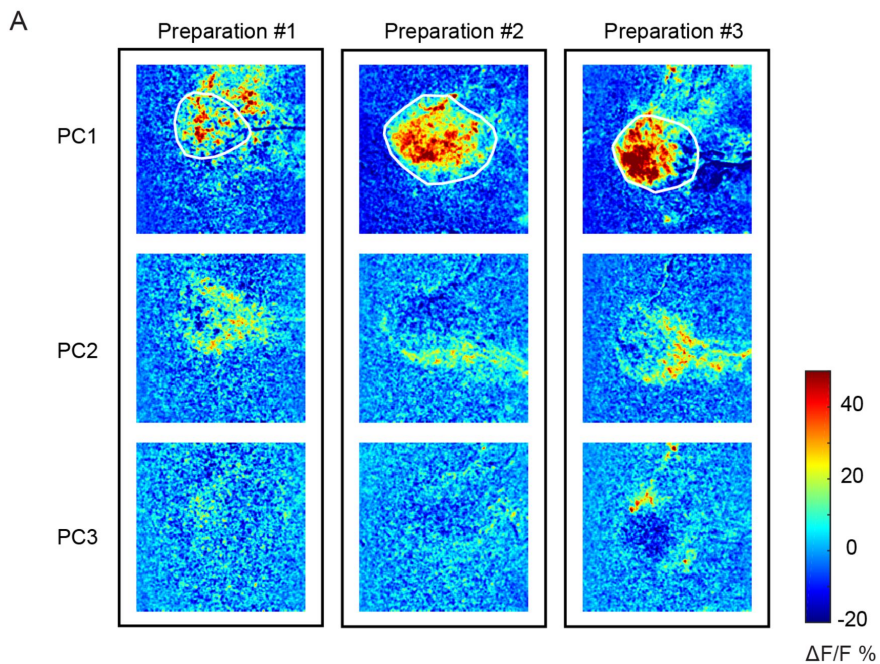 A
Preparation #1
Preparation #2
Preparation #3
PC1
PC2
PC3
40
20
0
-20
ΔF/F %